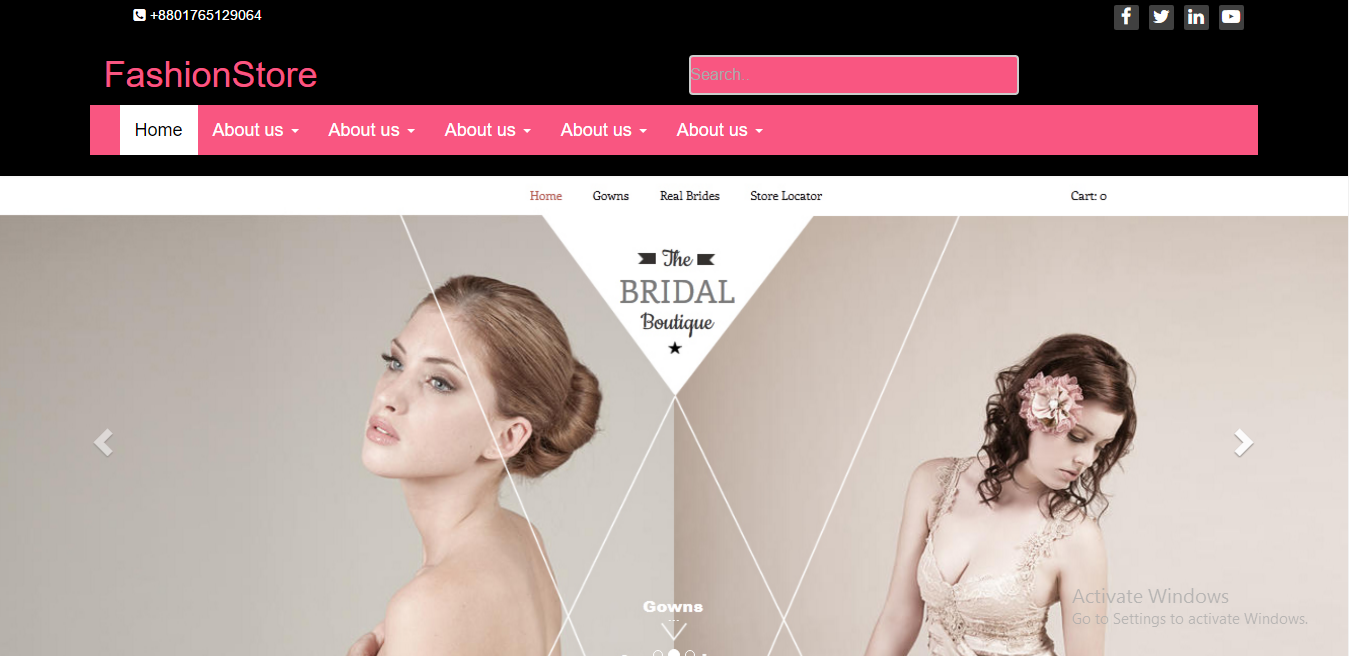 +8801765129064
FashionStore
Search..
Home About us About us About us About us About us
Home Gowns Real Brides Store Locator Cart: 0
The
BRIDAL
Boutique
Gowns
...
Activate Windows
Go to Settings to activate Windows.